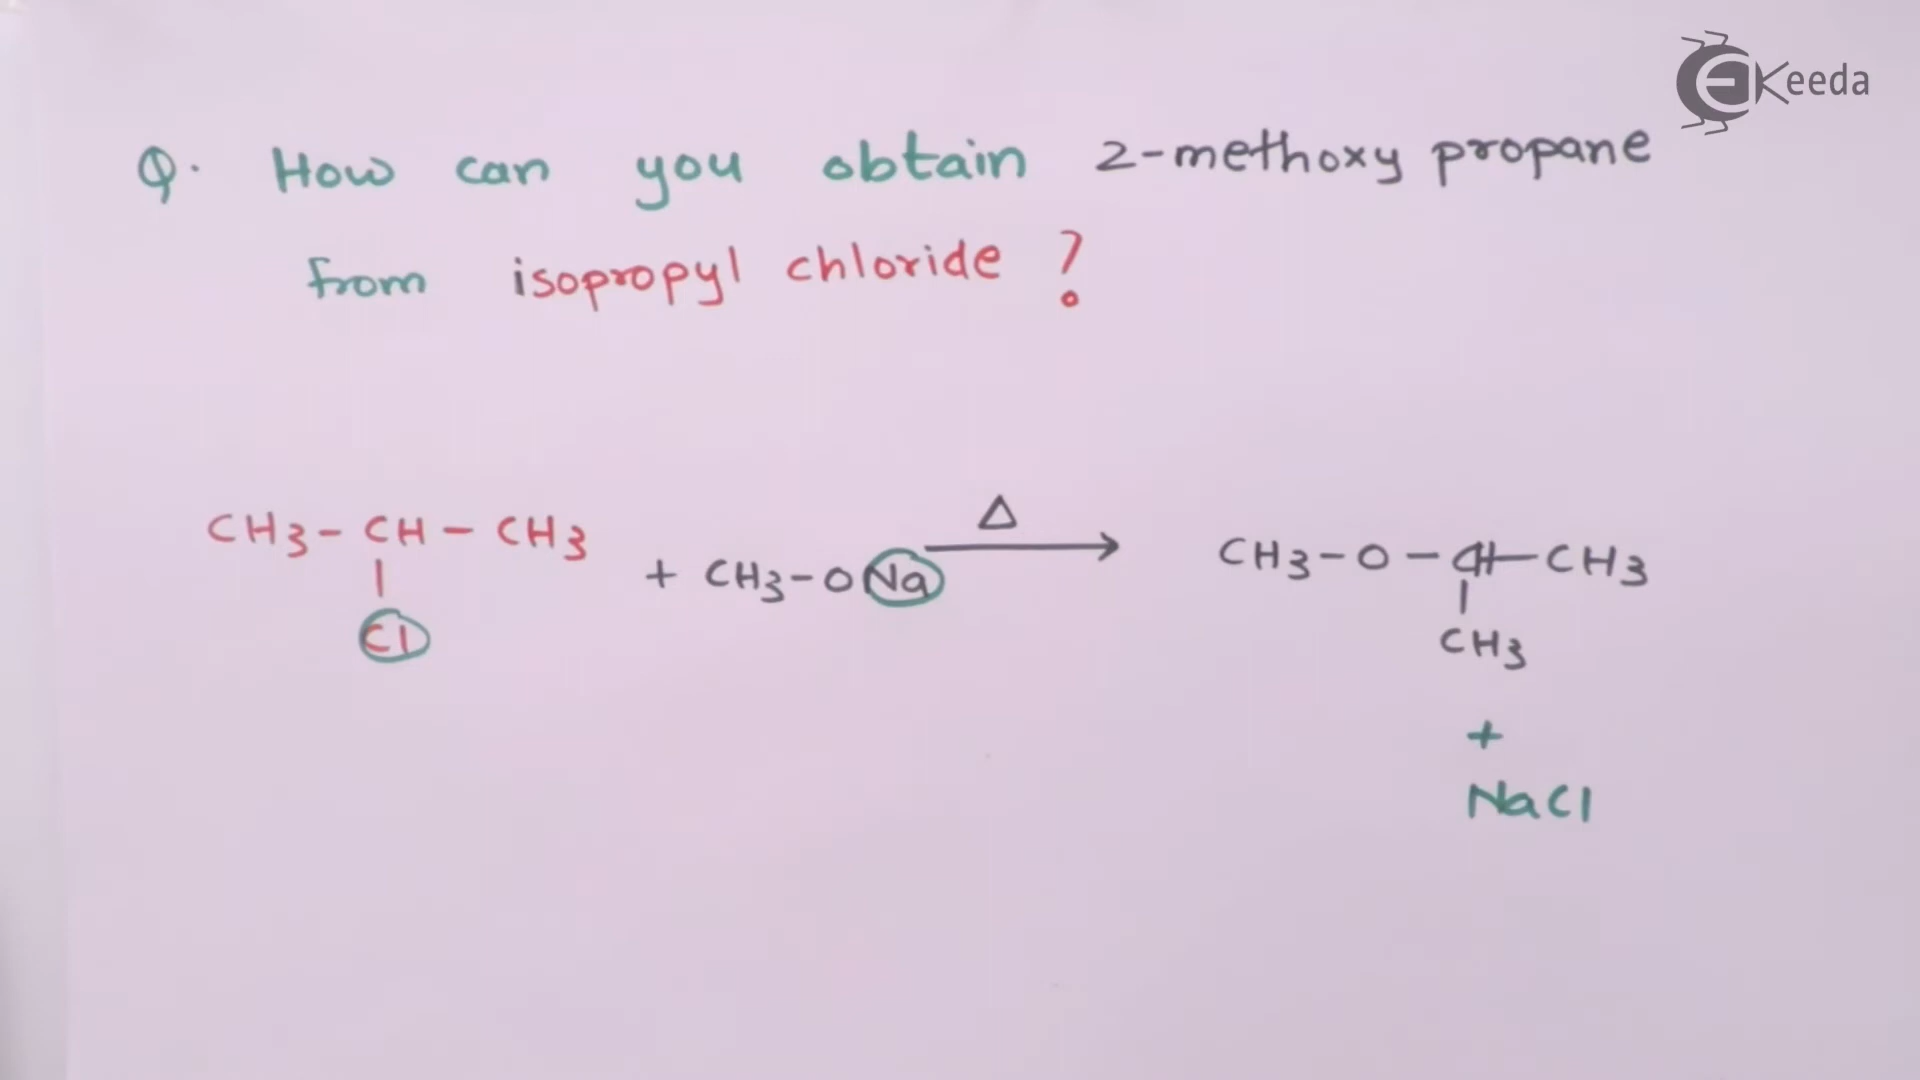 EKeeda
Q. How can you obtain 2-methoxy propane
from isopropyl chloride ?
CH3 - CH - CH3
Cl
+ CH3 - ONa
△
CH3 - O - CH - CH3
CH3
+
NaCl